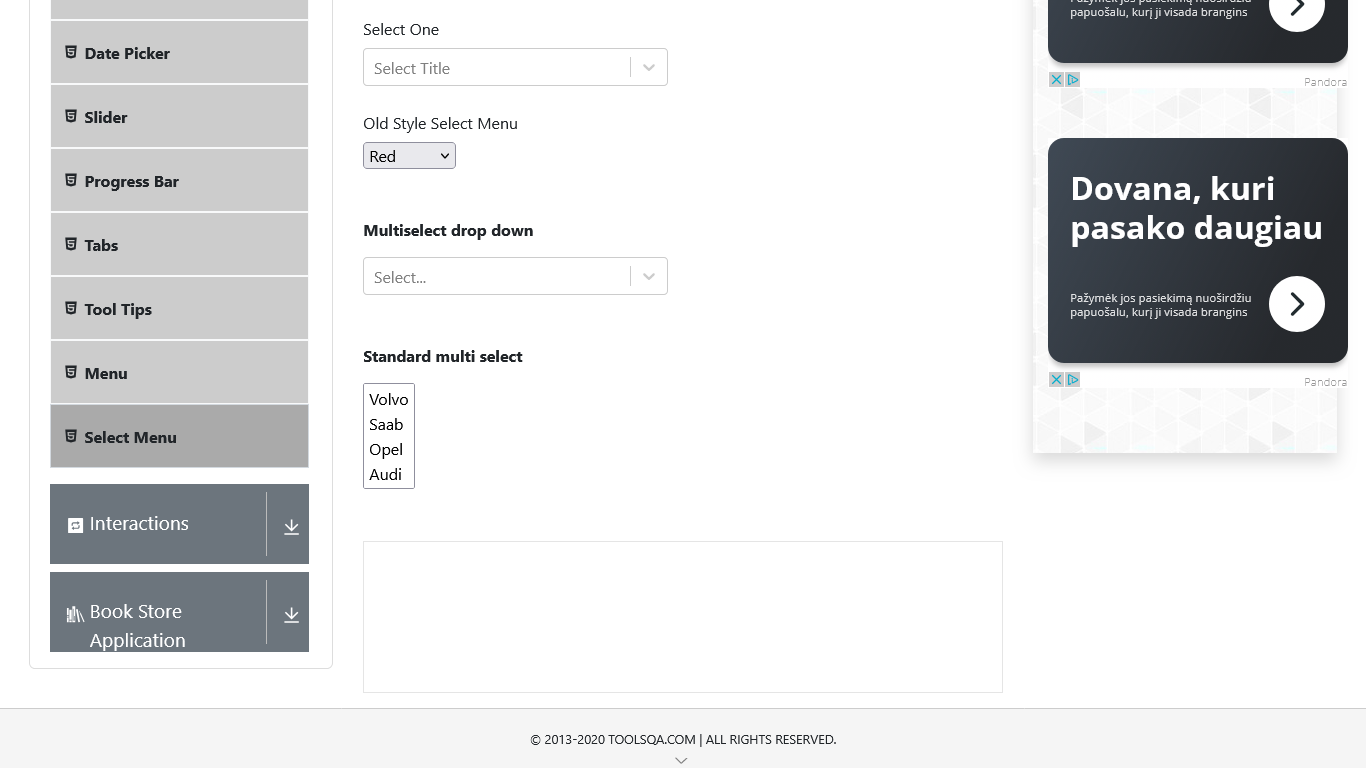 Date Picker
Slider
Progress Bar
Tabs
Tool Tips
Menu
Select Menu
Interactions
Book Store
Application
Select One
Select Title
Old Style Select Menu
Red
Multiselect drop down
Select...
Standard multi select
Volvo
Saab
Opel
Audi
papuošalu, kurį ji visada brangins
Pandora
Dovana, kuri
pasako daugiau
Pažymėk jos pasiekimą nuoširdžiu
papuošalu, kurį ji visada brangins
Pandora
© 2013-2020 TOOLSQA.COM | ALL RIGHTS RESERVED.